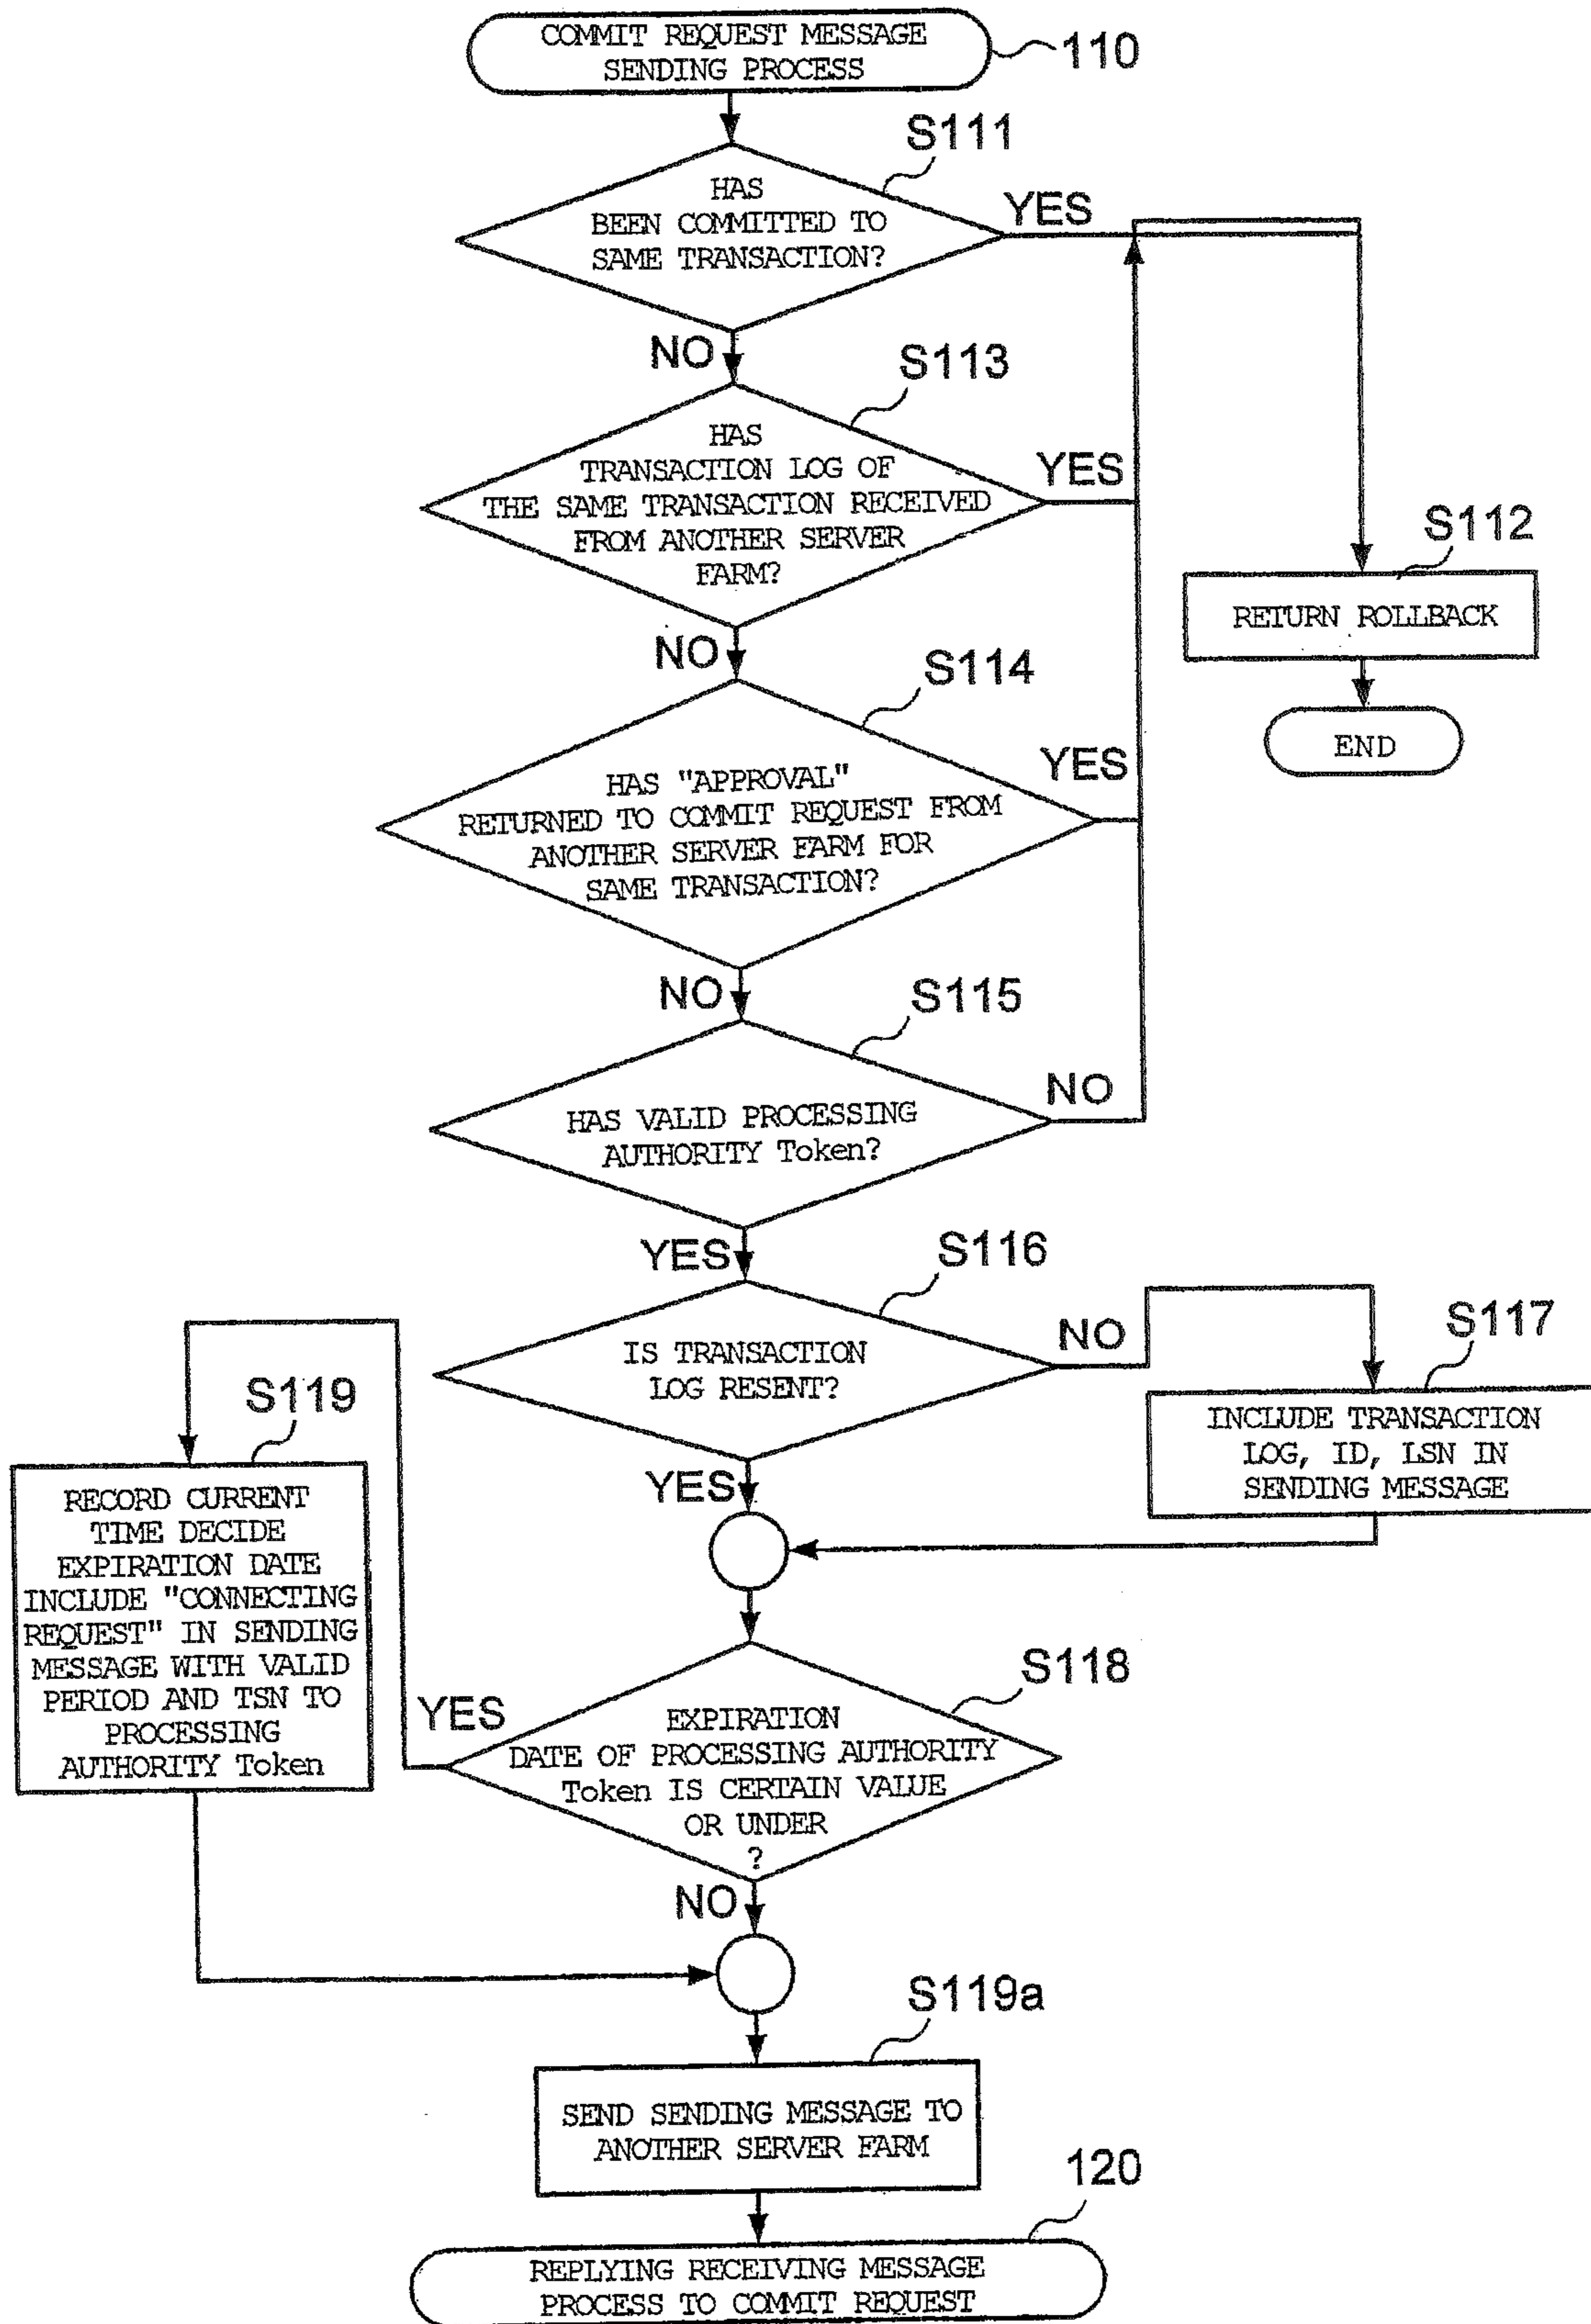 COMMIT REQUEST MESSAGE
SENDING PROCESS
110
S111
HAS
BEEN COMMITTED TO
SAME TRANSACTION?
YES
NO
S113
HAS
TRANSACTION LOG OF
THE SAME TRANSACTION RECEIVED
FROM ANOTHER SERVER
FARM?
YES
S112
RETURN ROLLBACK
END
NO
S114
HAS "APPROVAL"
RETURNED TO COMMIT REQUEST FROM
ANOTHER SERVER FARM FOR
SAME TRANSACTION?
YES
NO
S115
HAS VALID PROCESSING
AUTHORITY Token?
NO
YES
S116
IS TRANSACTION
LOG RESENT?
NO
S117
INCLUDE TRANSACTION
LOG, ID, LSN IN
SENDING MESSAGE
YES
S119
RECORD CURRENT
TIME DECIDE
EXPIRATION DATE
INCLUDE "CONNECTING
REQUEST" IN SENDING
MESSAGE WITH VALID
PERIOD AND TSN TO
PROCESSING
AUTHORITY Token
S118
YES
EXPIRATION
DATE OF PROCESSING AUTHORITY
Token IS CERTAIN VALUE
OR UNDER
?
NO
S119a
SEND SENDING MESSAGE TO
ANOTHER SERVER FARM
120
REPLYING RECEIVING MESSAGE
PROCESS TO COMMIT REQUEST